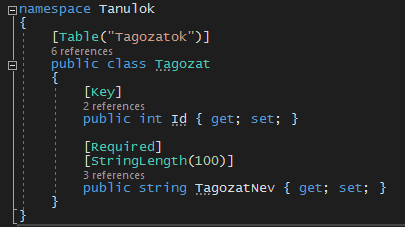 namespace Tanulok
{
[Table("Tagozatok")]
6 references
public class Tagozat
{
[Key]
2 references
public int Id { get; set; }
[Required]
[StringLength(100)]
3 references
public string TagozatNev { get; set; }
}
}